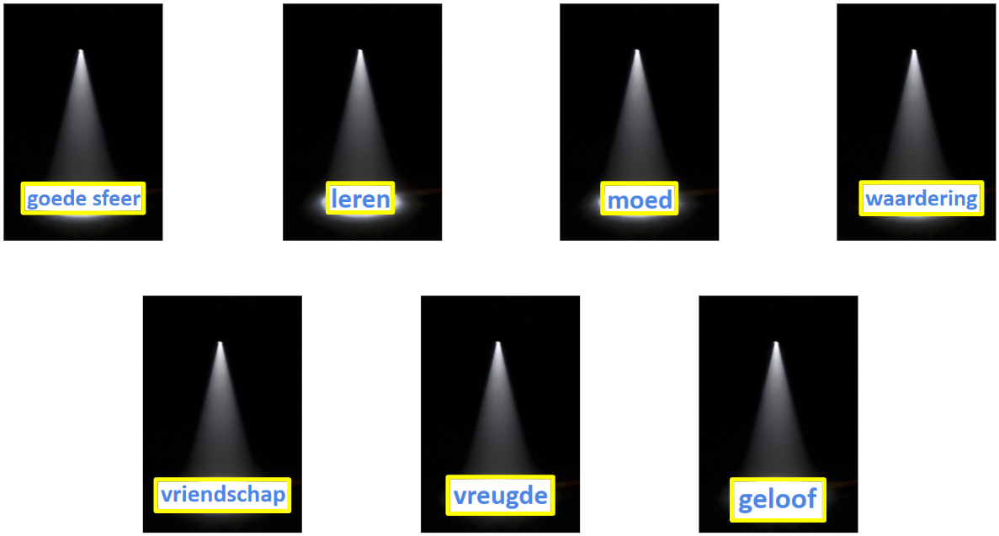 goede sfeer
leren
moed
waardering
vriendschap
vreugde
geloof